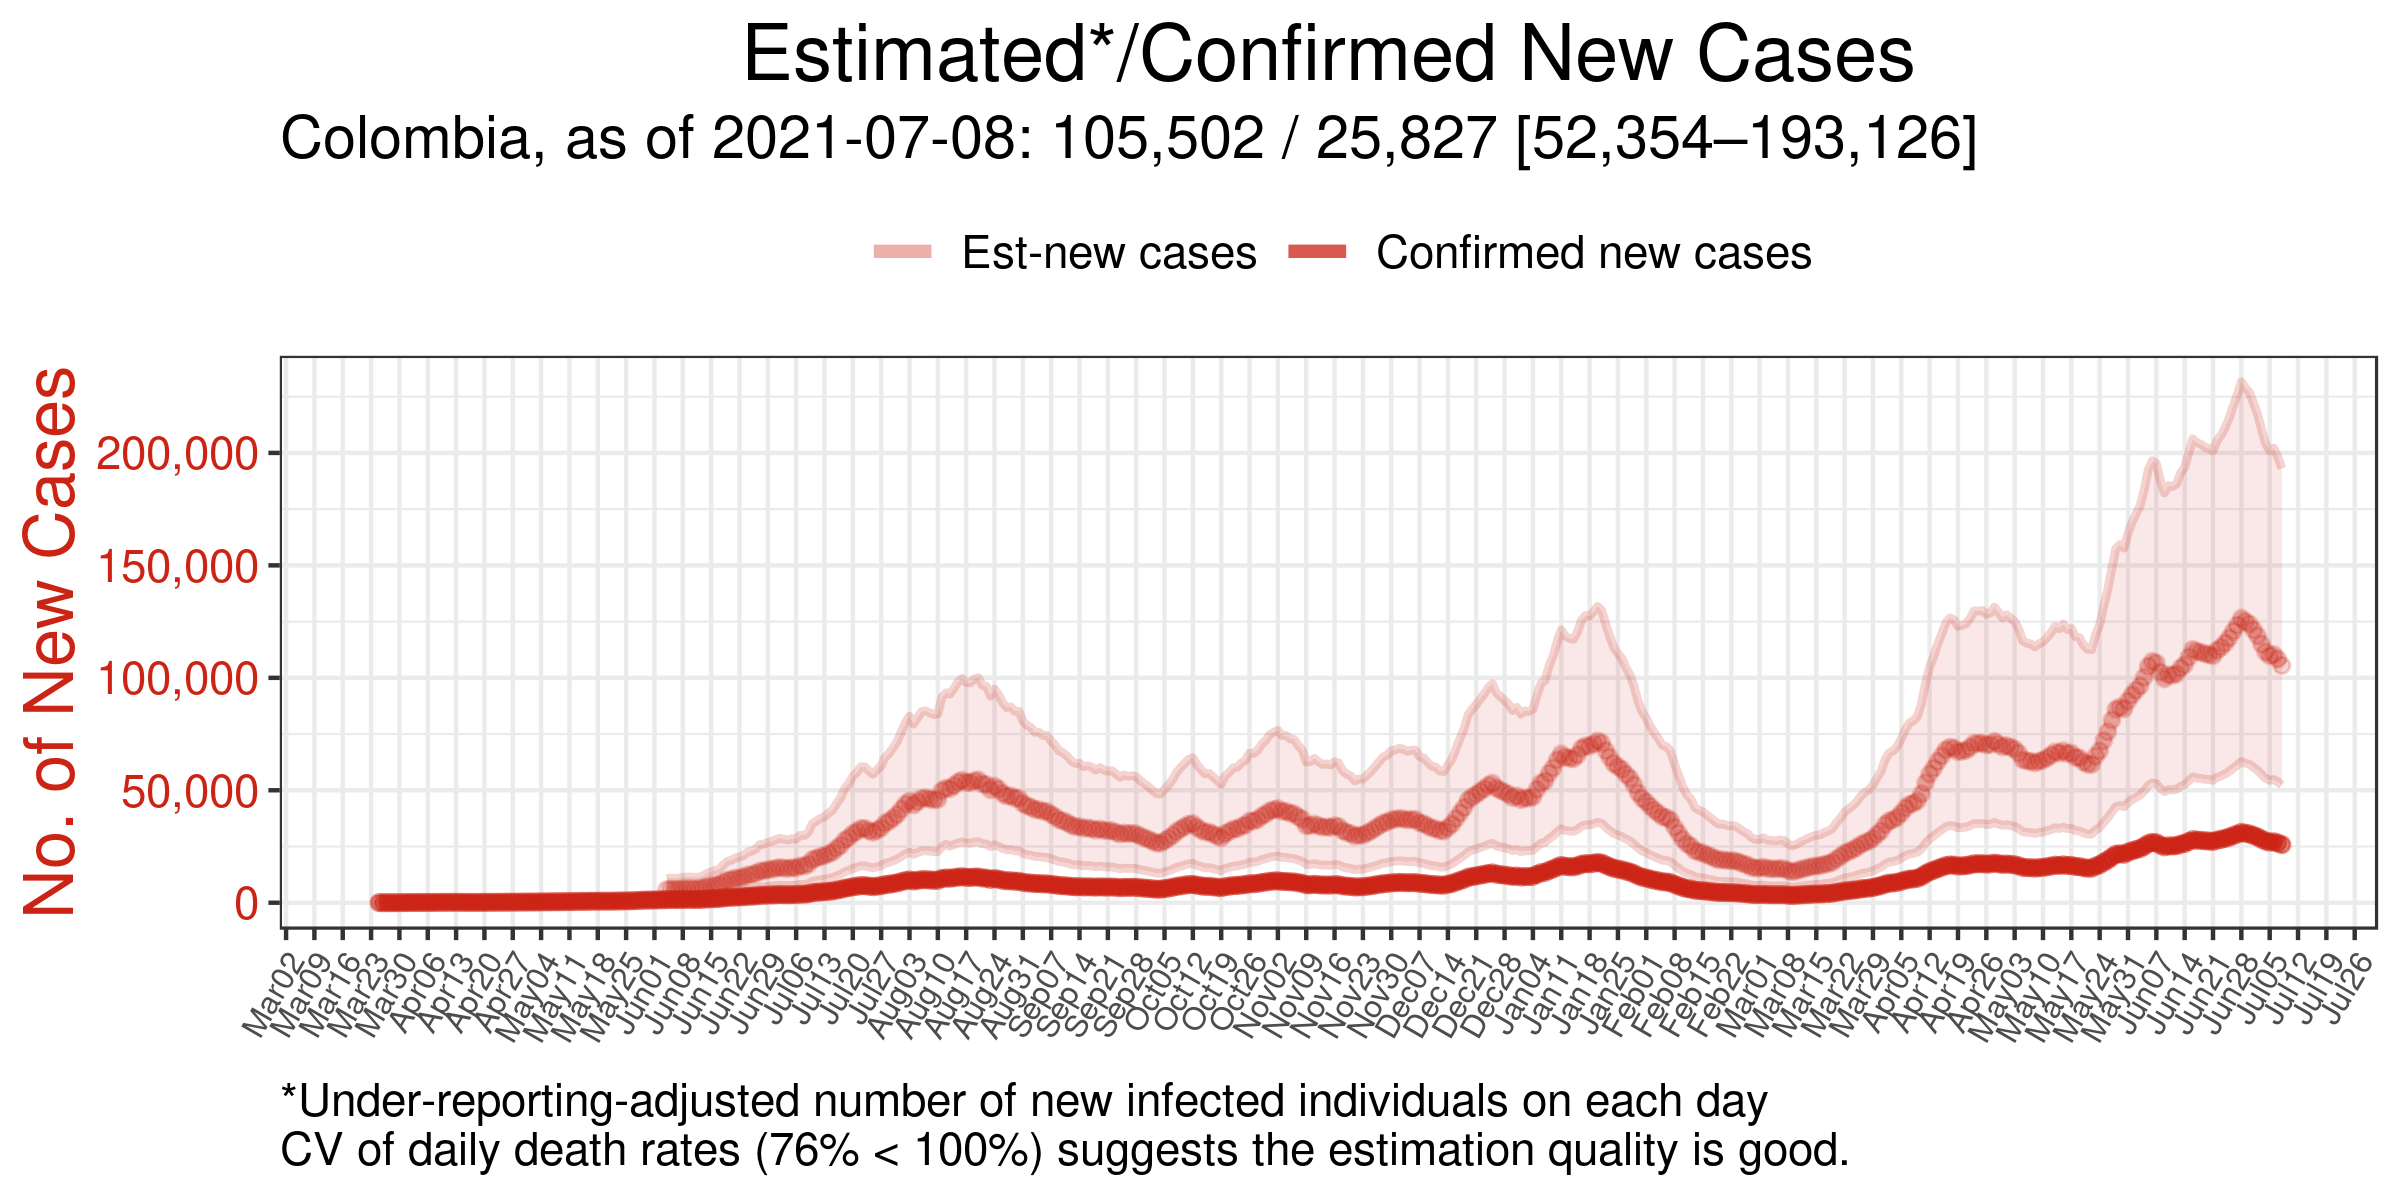 Estimated*/Confirmed New Cases
Colombia, as of 2021-07-08: 105,502 / 25,827 [52,354–193,126]
Est-new cases
Confirmed new cases
No. of New Cases
200,000
150,000
100,000
50,000
0
Mar02
Mar09
Mar16
Mar23
Mar30
Apr06
Apr13
Apr20
Apr27
May04
May11
May18
May25
Jun01
Jun08
Jun15
Jun22
Jun29
Jul06
Jul13
Jul20
Jul27
Aug03
Aug10
Aug17
Aug24
Aug31
Sep07
Sep14
Sep21
Sep28
Oct05
Oct12
Oct19
Oct26
Nov02
Nov09
Nov16
Nov23
Nov30
Dec07
Dec14
Dec21
Dec28
Jan04
Jan11
Jan18
Jan25
Feb01
Feb08
Feb15
Feb22
Mar01
Mar08
Mar15
Mar22
Mar29
Apr05
Apr12
Apr19
Apr26
May03
May10
May17
May24
May31
Jun07
Jun14
Jun21
Jun28
Jul05
Jul12
Jul19
Jul26
*Under-reporting-adjusted number of new infected individuals on each day
CV of daily death rates (76% < 100%) suggests the estimation quality is good.